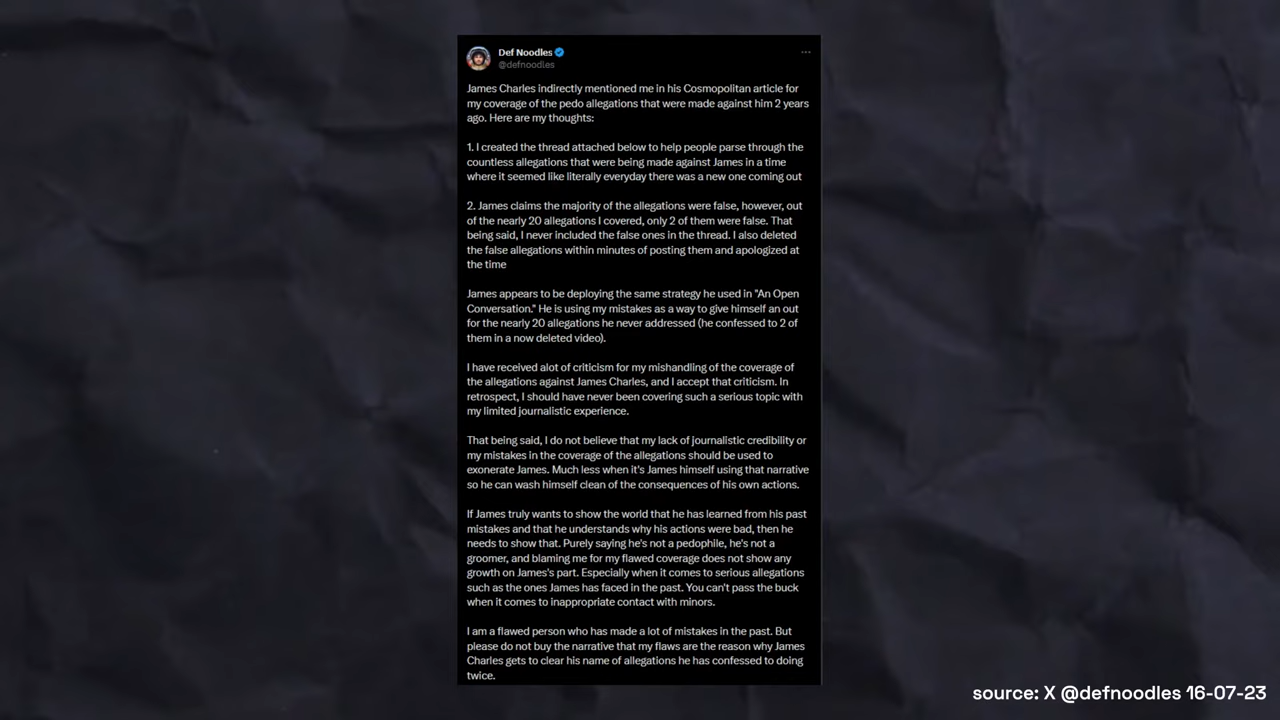 Def Noodles
@defnoodles
James Charles indirectly mentioned me in his Cosmopolitan article for
my coverage of the pedo allegations that were made against him 2 years
ago. Here are my thoughts:
1. I created the thread attached below to help people parse through the
countless allegations that were being made against James in a time
where it seemed like literally everyday there was a new one coming out
2. James claims the majority of the allegations were false, however, out
of the nearly 20 allegations I covered, only 2 of them were false. That
being said, I never included the false ones in the thread. I also deleted
the false allegations within minutes of posting them and apologized at
the time
James appears to be deploying the same strategy he used in "An Open
Conversation." He is using my mistakes as a way to give himself an out
for the nearly 20 allegations he never addressed (he confessed to 2 of
them in a now deleted video).
I have received alot of criticism for my mishandling of the coverage of
the allegations against James Charles, and I accept that criticism. In
retrospect, I should have never been covering such a serious topic with
my limited journalistic experience.
That being said, I do not believe that my lack of journalistic credibility or
my mistakes in the coverage of the allegations should be used to
exonerate James. Much less when it's James himself using that narrative
so he can wash himself clean of the consequences of his own actions.
If James truly wants to show the world that he has learned from his past
mistakes and that he understands why his actions were bad, then he
needs to show that. Purely saying he's not a pedophile, he's not a
groomer, and blaming me for my flawed coverage does not show any
growth on James's part. Especially when it comes to serious allegations
such as the ones James has faced in the past. You can't pass the buck
when it comes to inappropriate contact with minors.
I am a flawed person who has made a lot of mistakes in the past. But
please do not buy the narrative that my flaws are the reason why James
Charles gets to clear his name of allegations he has confessed to doing
twice.
source: X @defnoodles 16-07-23